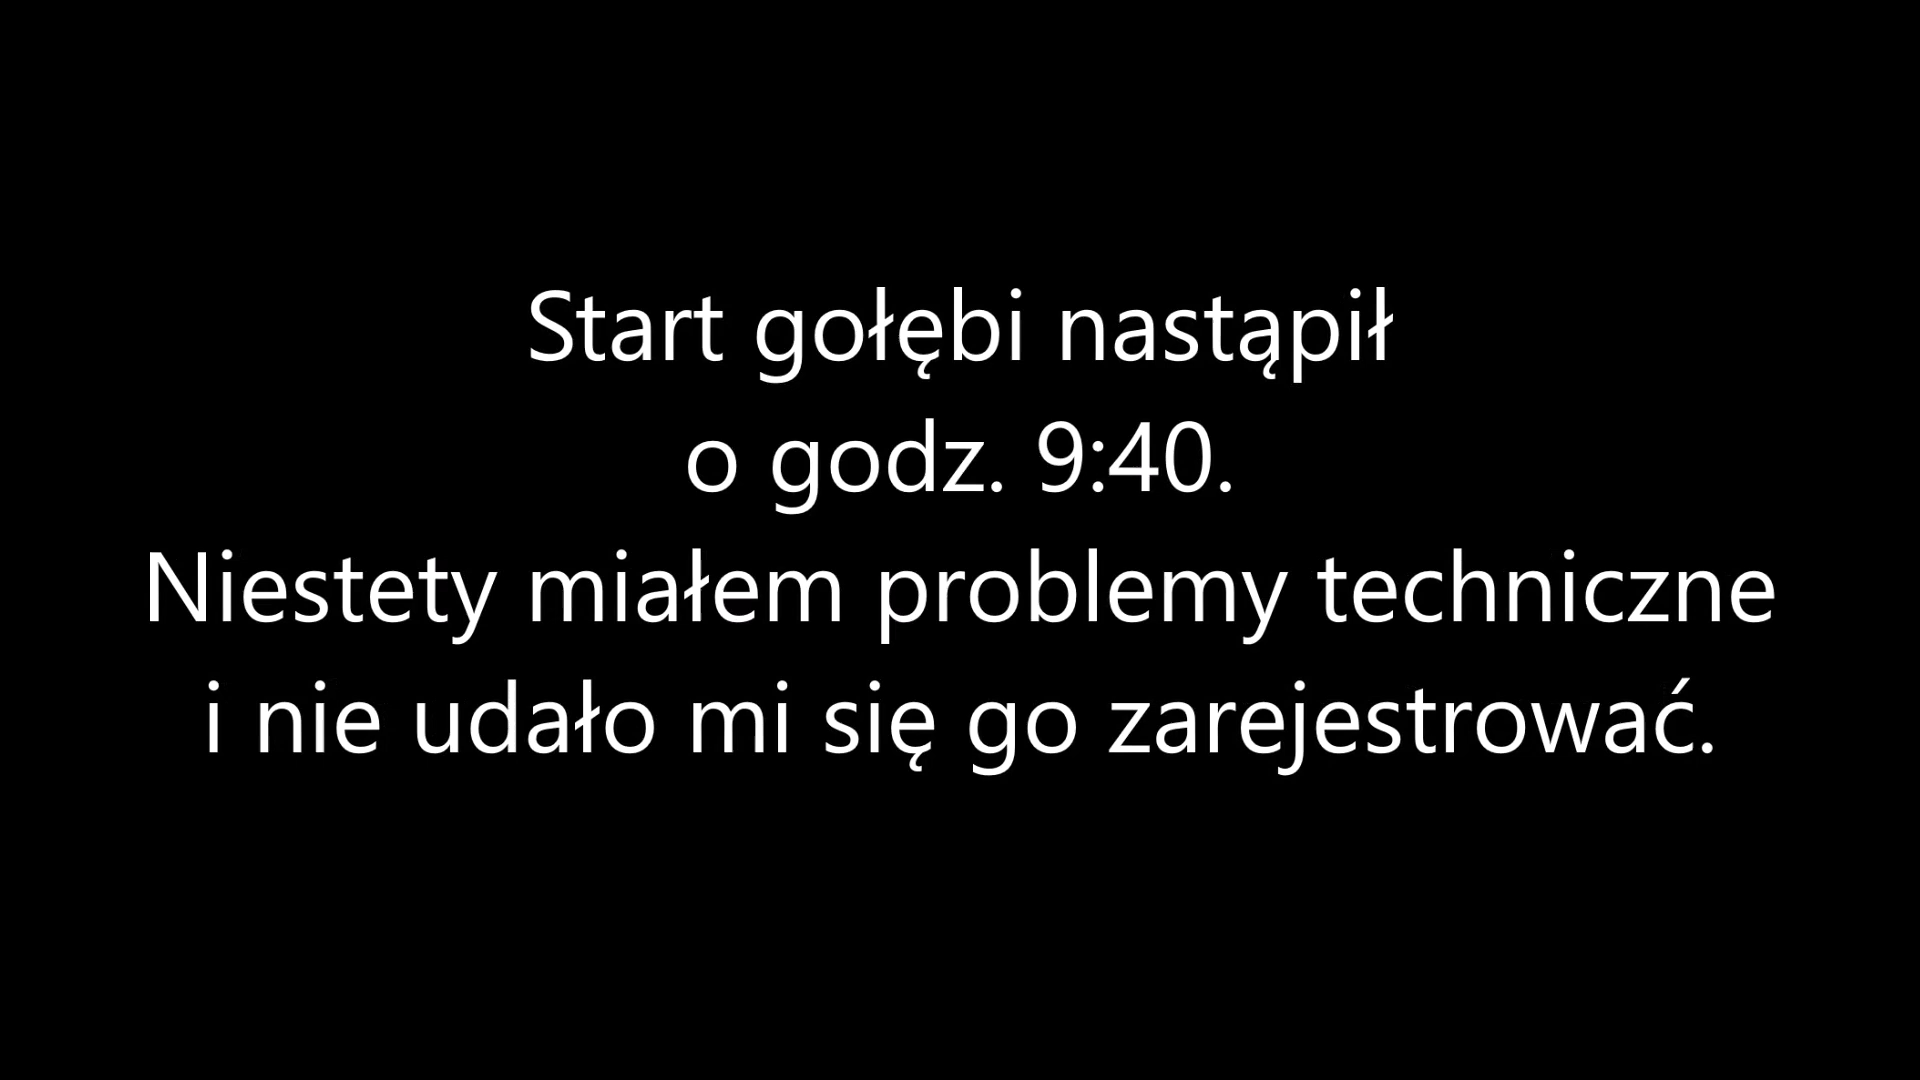 Start gołębi nastąpił
o godz. 9:40.
Niestety miałem problemy techniczne
i nie udało mi się go zarejestrować.